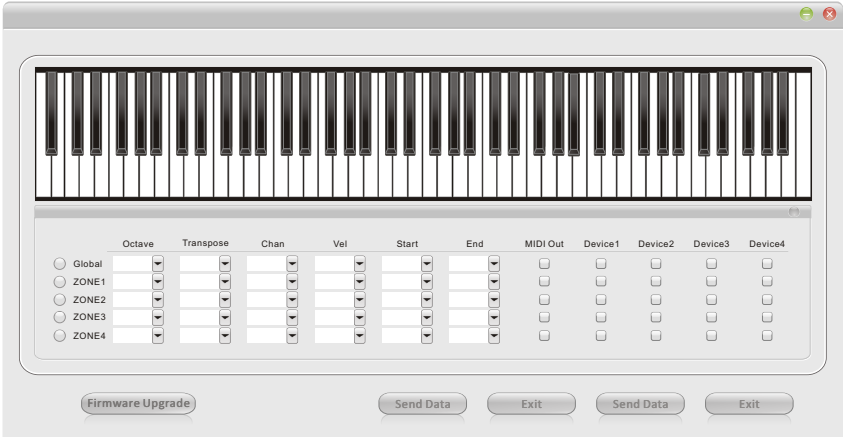 Octave Transpose Chan Vel Start End MIDI Out Device1 Device2 Device3 Device4
Global
ZONE1
ZONE2
ZONE3
ZONE4
Firmware Upgrade Send Data Exit Send Data Exit